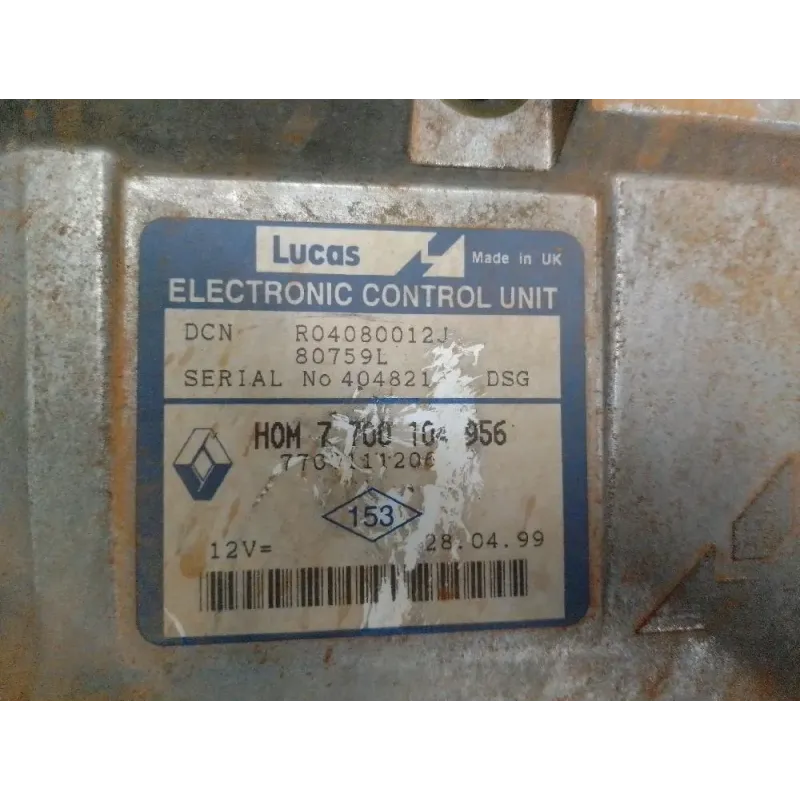 Lucas Made in UK
ELECTRONIC CONTROL UNIT
DCN R04080012J
80759L
SERIAL No 404821 DSG
HOM 7 700 104 956
7701111206
153
12V= 28.04.99